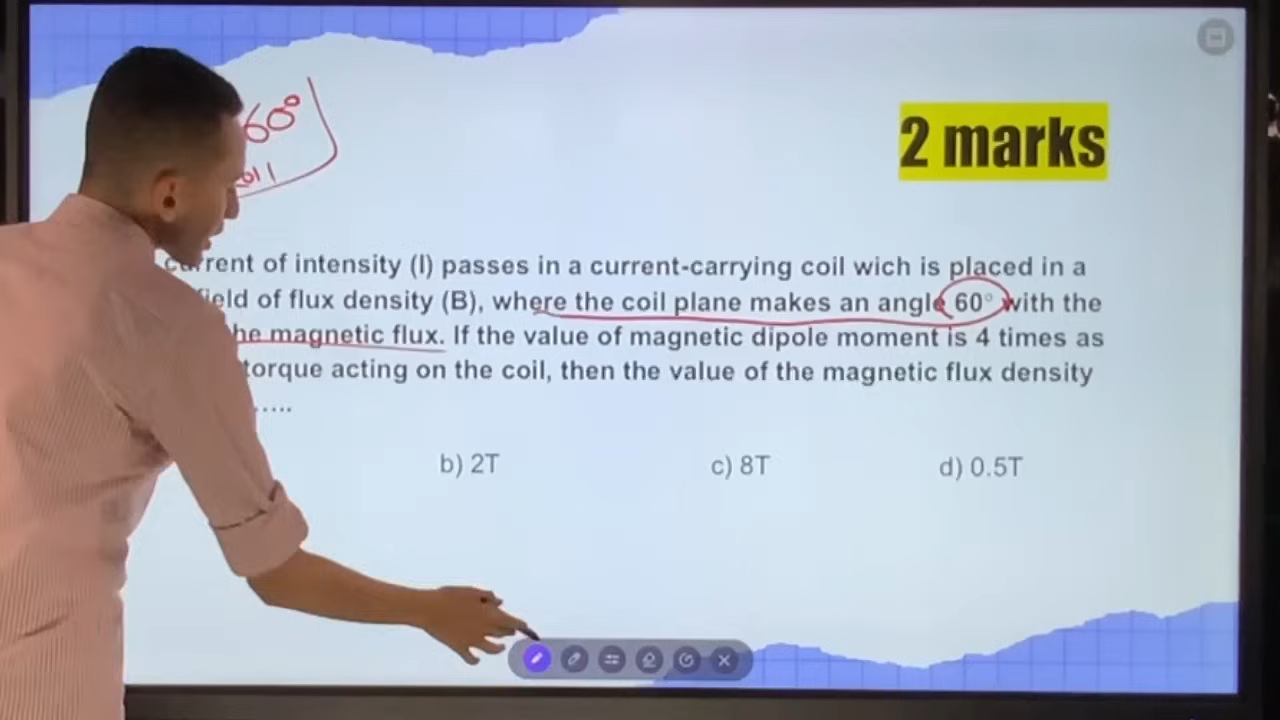 60°
2 marks
current of intensity (I) passes in a current-carrying coil wich is placed in a
field of flux density (B), where the coil plane makes an angle 60° with the
the magnetic flux. If the value of magnetic dipole moment is 4 times as
torque acting on the coil, then the value of the magnetic flux density
.....
b) 2T c) 8T d) 0.5T